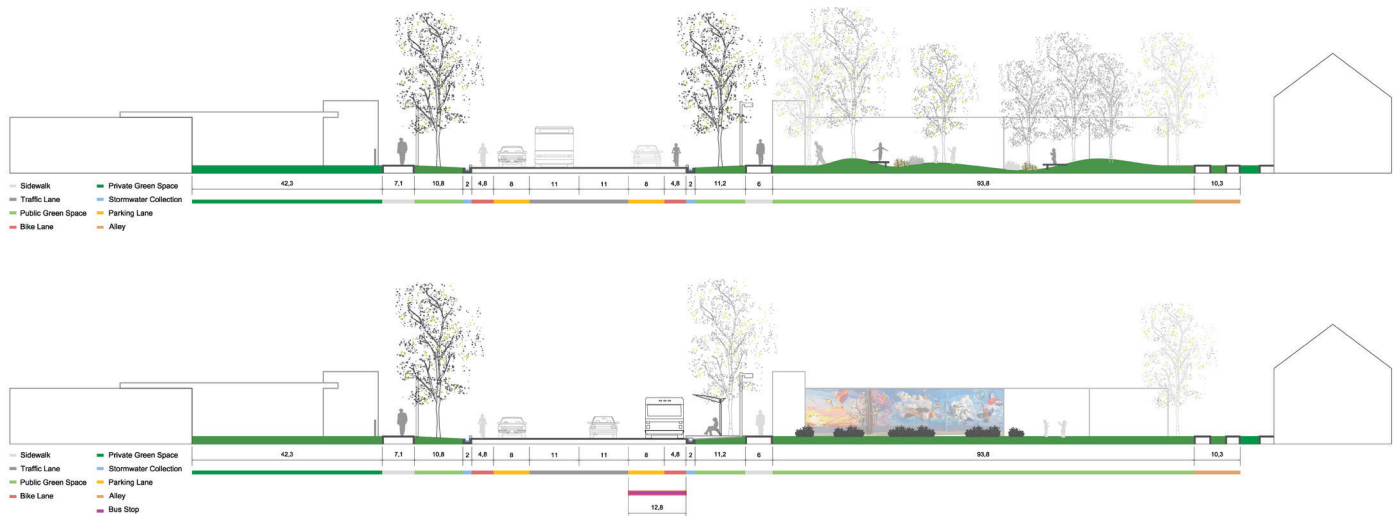 42,3 7,1 10,8 2 4,8 8 11 11 8 4,8 2 11,2 6 93,8 10,3
Sidewalk Private Green Space
Traffic Lane Stormwater Collection
Public Green Space Parking Lane
Bike Lane Alley
42,3 7,1 10,8 2 4,8 8 11 11 8 4,8 2 11,2 6 93,8 10,3
Sidewalk Private Green Space
Traffic Lane Stormwater Collection
Public Green Space Parking Lane
Bike Lane Alley
Bus Stop
12,8